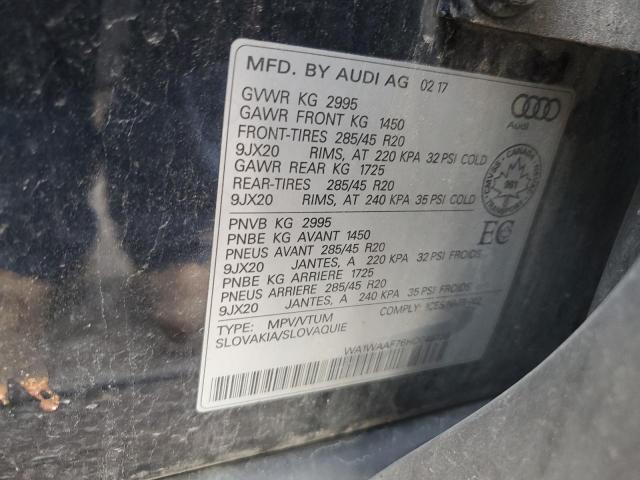 MFD. BY AUDI AG 02 17
GVWR KG 2995
GAWR FRONT KG 1450
FRONT-TIRES 285/45 R20
9JX20 RIMS, AT 220 KPA 32 PSI COLD
GAWR REAR KG 1725
REAR-TIRES 285/45 R20
9JX20 RIMS, AT 240 KPA 35 PSI COLD
Audi
CANADA
PNVB KG 2995
PNBE KG AVANT 1450
PNEUS AVANT 285/45 R20
9JX20 JANTES, A 220 KPA 32 PSI FROIDS
PNBE KG ARRIERE 1725
PNEUS ARRIERE 285/45 R20
9JX20 JANTES, A 240 KPA 35 PSI FROIDS
EC
TYPE: MPV/VTUM COMPLY:
SLOVAKIA/SLOVAQUIE